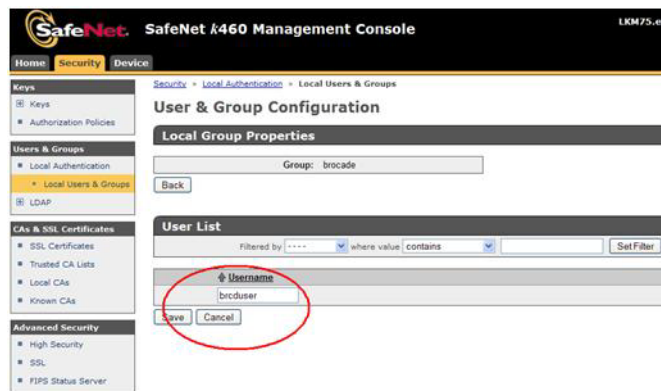 SafeNet. SafeNet k460 Management Console LKM75.e
Home Security Device
Security » Local Authentication » Local Users & Groups
User & Group Configuration
Local Group Properties
Group: brocade
Back
User List
Filtered by ---- where value contains Set Filter
Username
brcduser
Save Cancel
Keys
Keys
Authorization Policies
Users & Groups
Local Authentication
Local Users & Groups
LDAP
CAs & SSL Certificates
SSL Certificates
Trusted CA Lists
Local CAs
Known CAs
Advanced Security
High Security
SSL
FIPS Status Server